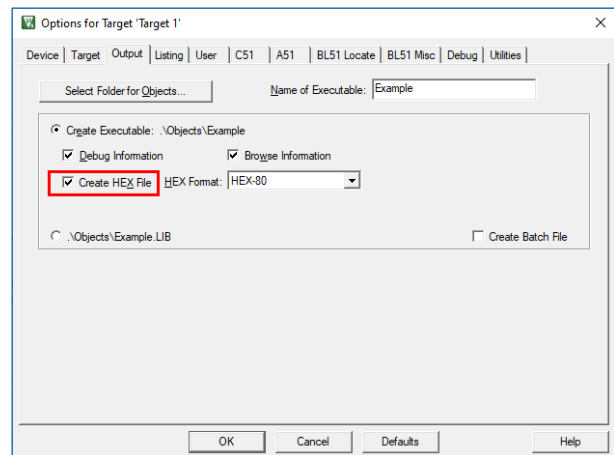 Options for Target 'Target 1'
Device Target Output Listing User C51 A51 BL51 Locate BL51 Misc Debug Utilities
Select Folder for Objects... Name of Executable: Example
Create Executable: .\Objects\Example
Debug Information Browse Information
Create HEX File HEX Format: HEX-80
.\Objects\Example.LIB Create Batch File
OK Cancel Defaults Help